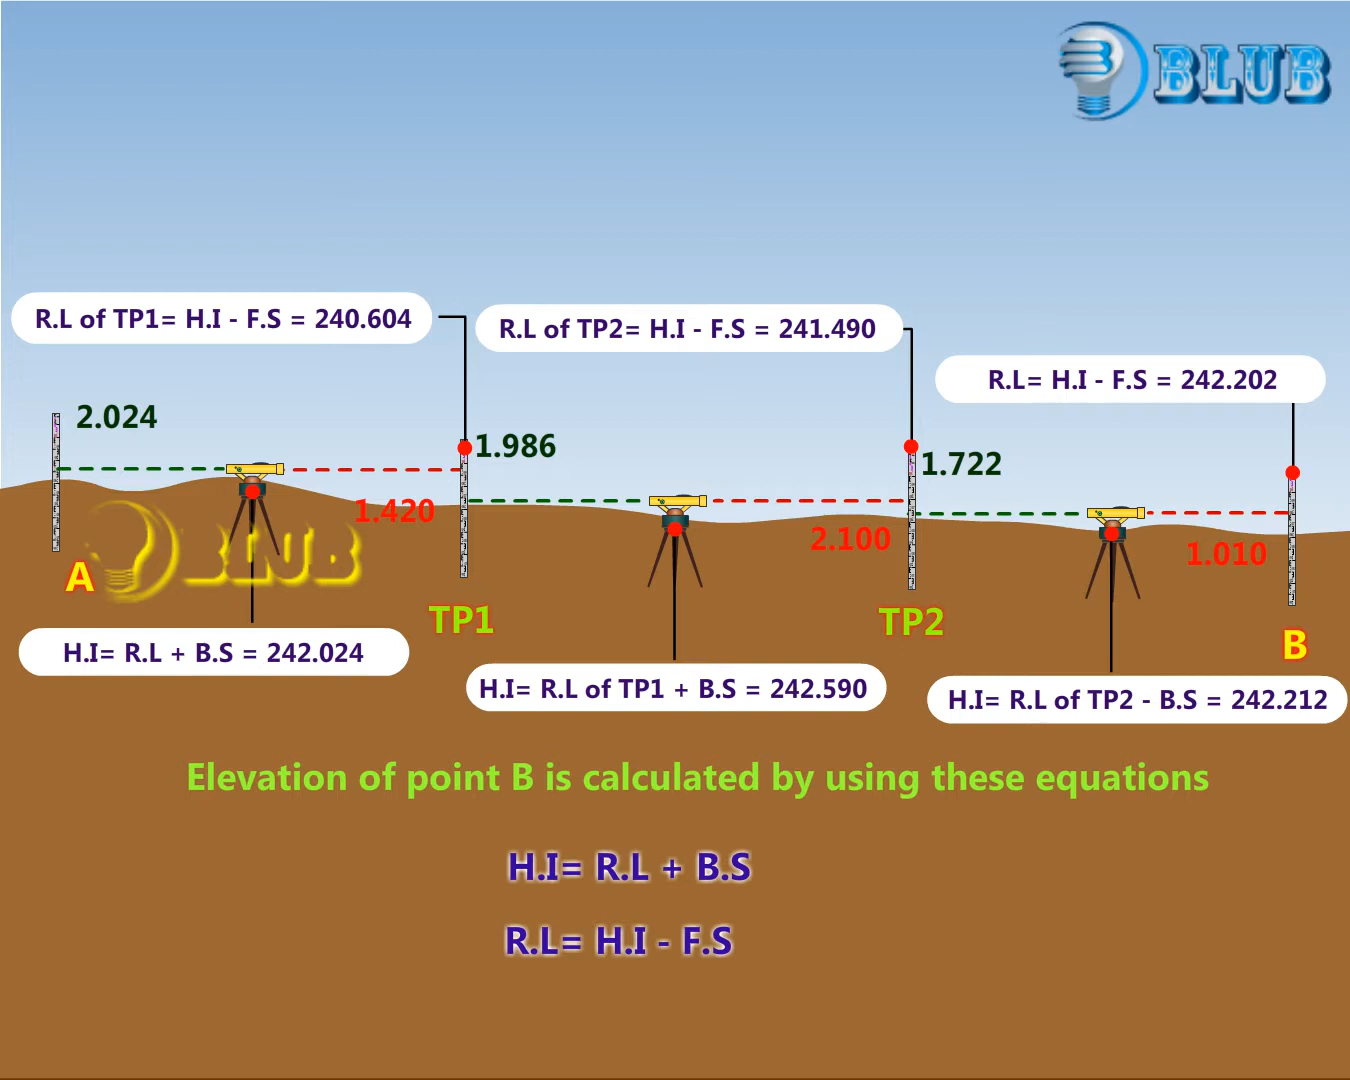 BLUB
R.L of TP1= H.I - F.S = 240.604
R.L of TP2= H.I - F.S = 241.490
R.L= H.I - F.S = 242.202
2.024
1.986
1.722
1.420
2.100
1.010
BLUB
A
TP1
TP2
B
H.I= R.L + B.S = 242.024
H.I= R.L of TP1 + B.S = 242.590
H.I= R.L of TP2 - B.S = 242.212
Elevation of point B is calculated by using these equations
H.I= R.L + B.S
R.L= H.I - F.S